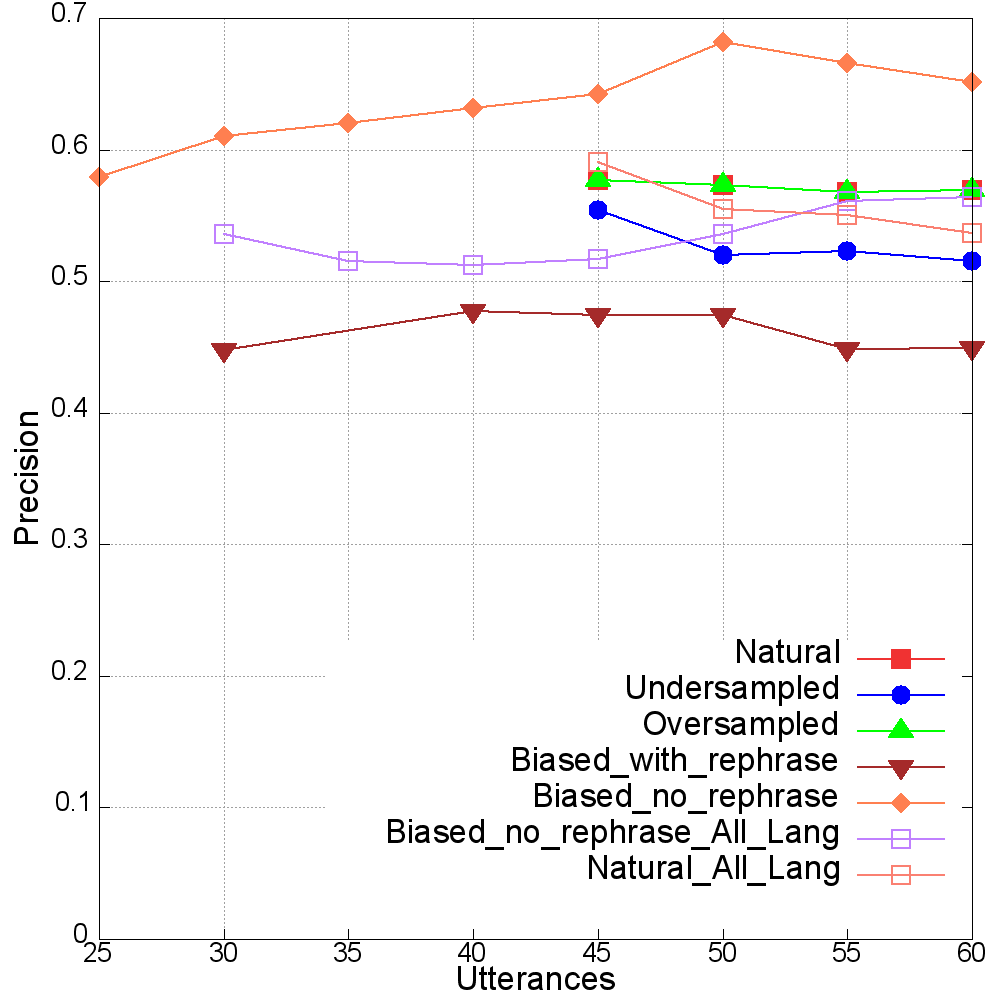 0.7
0.6
0.5
0.4
0.3
0.2
0.1
0
Precision
Natural
Undersampled
Oversampled
Biased_with_rephrase
Biased_no_rephrase
Biased_no_rephrase_All_Lang
Natural_All_Lang
25 30 35 40 45 50 55 60
Utterances